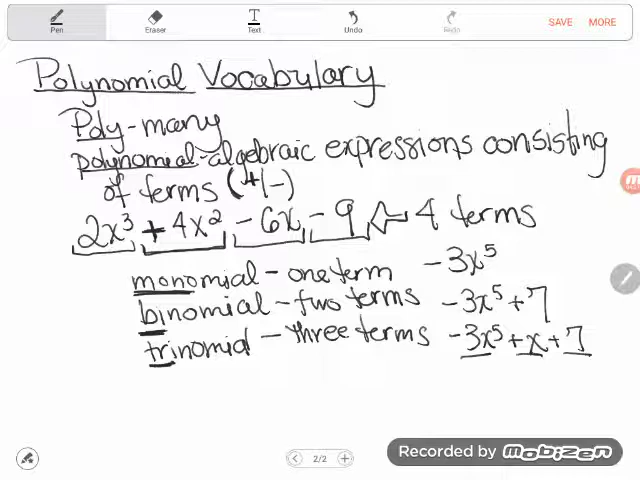 Pen Eraser Text Undo Redo SAVE MORE
Polynomial Vocabulary
Poly-many
polynomial-algebraic expressions consisting
of terms (+/-)
2x³ + 4x² - 6x - 9 ⇐ 4 terms
monomial - one term -3x⁵
binomial - two terms -3x⁵ + 7
trinomial - three terms -3x⁵ + x + 7
2/2
Recorded by mobizen